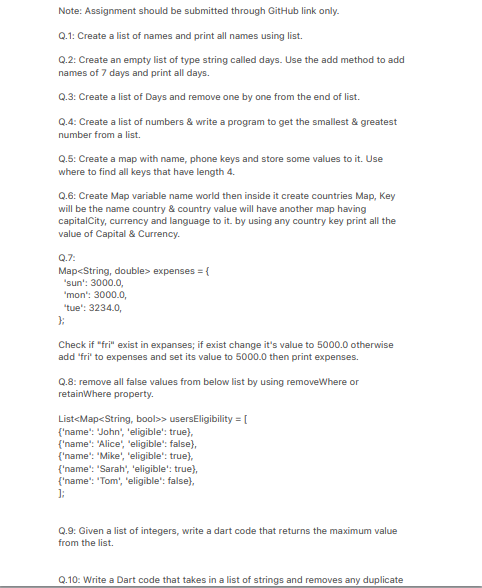 Note: Assignment should be submitted through GitHub link only.
Q.1: Create a list of names and print all names using list.
Q.2: Create an empty list of type string called days. Use the add method to add
names of 7 days and print all days.
Q.3: Create a list of Days and remove one by one from the end of list.
Q.4: Create a list of numbers & write a program to get the smallest & greatest
number from a list.
Q.5: Create a map with name, phone keys and store some values to it. Use
where to find all keys that have length 4.
Q.6: Create Map variable name world then inside it create countries Map, Key
will be the name country & country value will have another map having
capitalCity, currency and language to it. by using any country key print all the
value of Capital & Currency.
Q.7:
Map<String, double> expenses = {
'sun': 3000.0,
'mon': 3000.0,
'tue': 3234.0,
};
Check if "fri" exist in expanses; if exist change it's value to 5000.0 otherwise
add 'fri' to expenses and set its value to 5000.0 then print expenses.
Q.8: remove all false values from below list by using removeWhere or
retainWhere property.
List<Map<String, bool>> usersEligibility = [
{'name': 'John', 'eligible': true},
{'name': 'Alice', 'eligible': false},
{'name': 'Mike', 'eligible': true},
{'name': 'Sarah', 'eligible': true},
{'name': 'Tom', 'eligible': false},
];
Q.9: Given a list of integers, write a dart code that returns the maximum value
from the list.
Q.10: Write a Dart code that takes in a list of strings and removes any duplicate